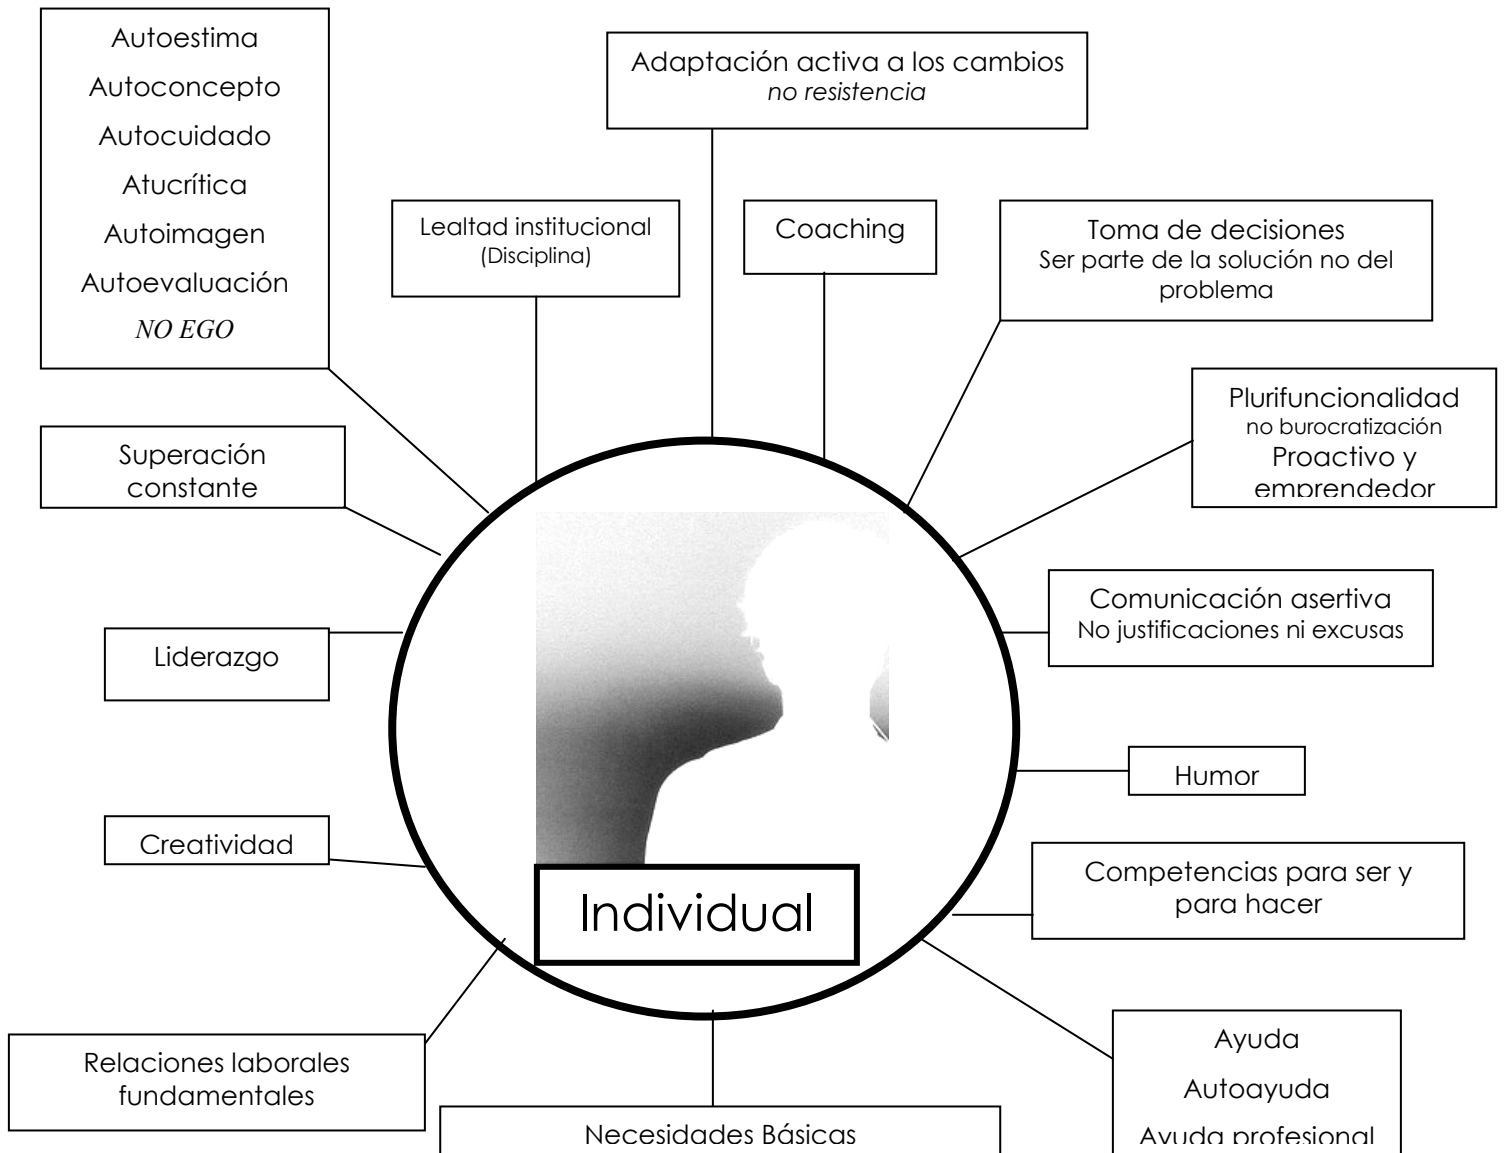 Autoestima
Autoconcepto
Autocuidado
Atucrítica
Autoimagen
Autoevaluación
NO EGO
Adaptación activa a los cambios
no resistencia
Lealtad institucional
(Disciplina)
Coaching
Toma de decisiones
Ser parte de la solución no del
problema
Plurifuncionalidad
no burocratización
Proactivo y
emprendedor
Superación
constante
Comunicación asertiva
No justificaciones ni excusas
Liderazgo
Humor
Creatividad
Competencias para ser y
para hacer
Individual
Relaciones laborales
fundamentales
Ayuda
Autoayuda
Ayuda profesional
Necesidades Básicas